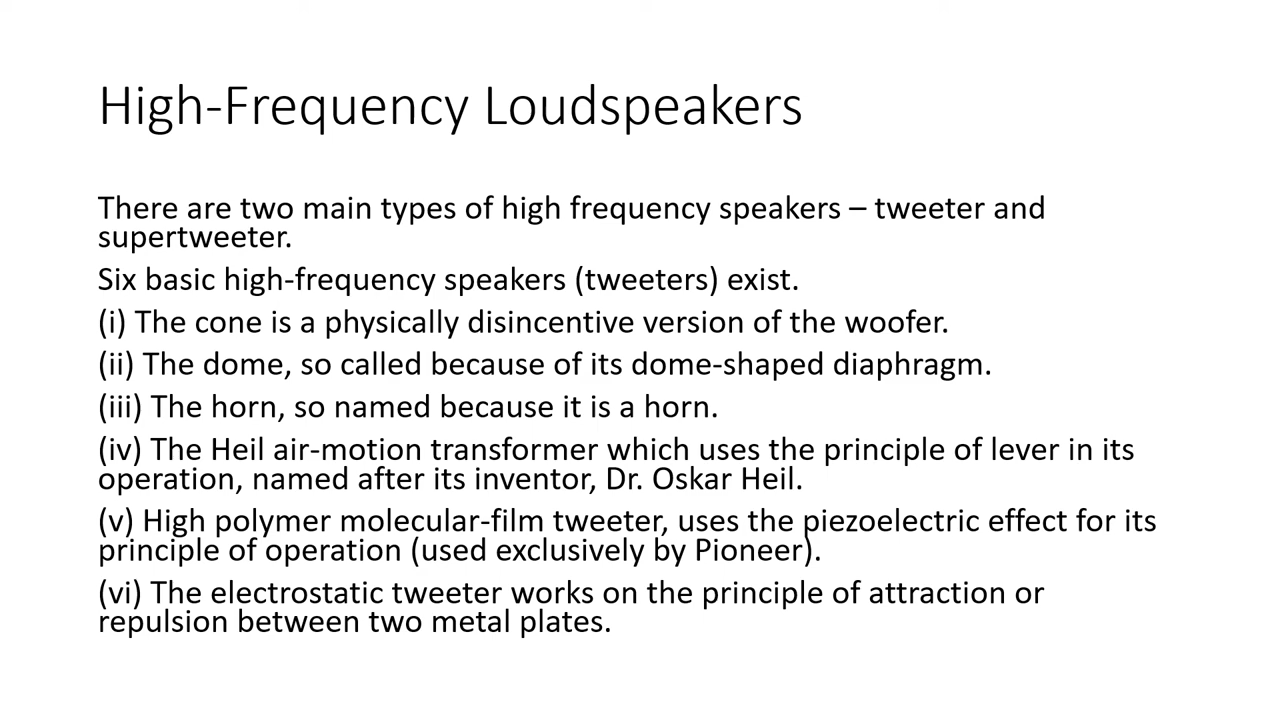 High-Frequency Loudspeakers
There are two main types of high frequency speakers – tweeter and
supertweeter.
Six basic high-frequency speakers (tweeters) exist.
(i) The cone is a physically disincentive version of the woofer.
(ii) The dome, so called because of its dome-shaped diaphragm.
(iii) The horn, so named because it is a horn.
(iv) The Heil air-motion transformer which uses the principle of lever in its
operation, named after its inventor, Dr. Oskar Heil.
(v) High polymer molecular-film tweeter, uses the piezoelectric effect for its
principle of operation (used exclusively by Pioneer).
(vi) The electrostatic tweeter works on the principle of attraction or
repulsion between two metal plates.